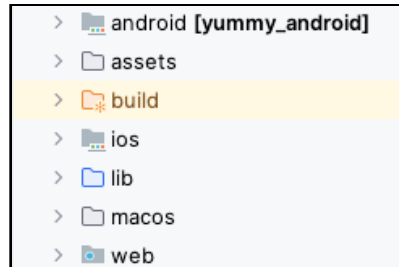 android [yummy_android]
assets
build
ios
lib
macos
web